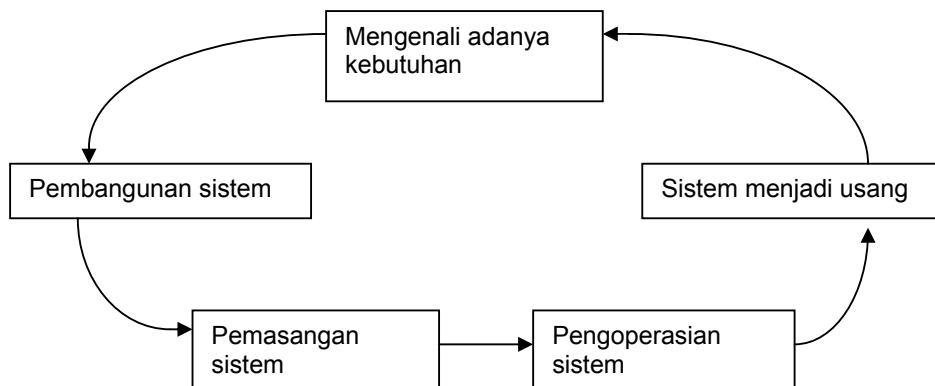 Mengenali adanya
kebutuhan
Pembangunan sistem
Sistem menjadi usang
Pemasangan
sistem
Pengoperasian
sistem